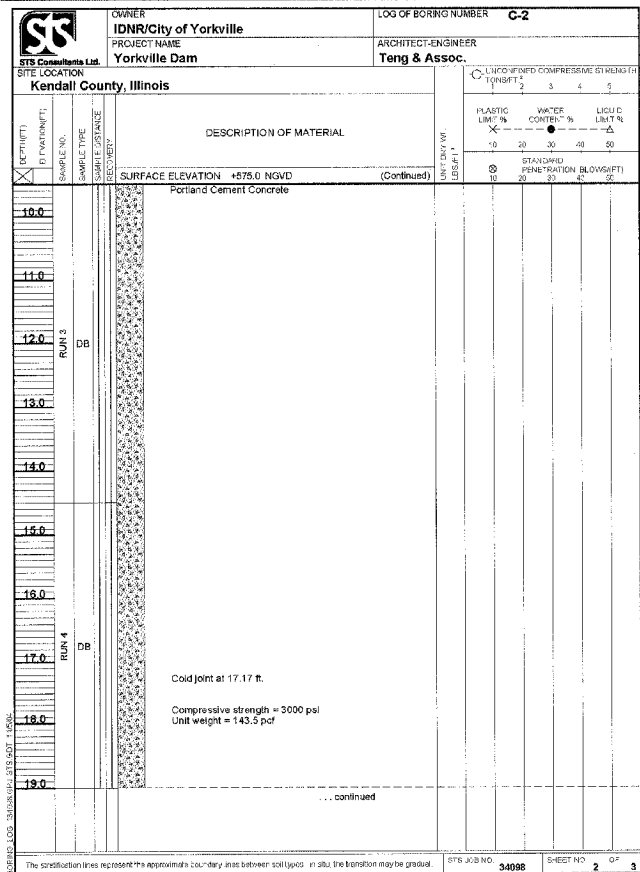 STS
STS Consultants Ltd.
OWNER
IDNR/City of Yorkville
LOG OF BORING NUMBER C-2
PROJECT NAME
Yorkville Dam
ARCHITECT-ENGINEER
Teng & Assoc.
SITE LOCATION
Kendall County, Illinois
UNCONFINED COMPRESSIVE STRENGTH
TONS/FT 2
1 2 3 4 5
DEPTH(FT)
ELEVATION(FT)
SAMPLE NO.
SAMPLE TYPE
SAMPLE DISTANCE
RECOVERY
DESCRIPTION OF MATERIAL
UNIT DRY WT.
LBS./FT 3
PLASTIC LIMIT %
WATER CONTENT %
LIQUID LIMIT %
10 20 30 40 50
STANDARD
PENETRATION BLOWS/(FT)
10 20 30 40 50
SURFACE ELEVATION +575.0 NGVD (Continued)
Portland Cement Concrete
10.0
11.0
12.0
RUN 3
DB
13.0
14.0
15.0
16.0
RUN 4
DB
17.0
Cold joint at 17.17 ft.
Compressive strength = 3000 psi
18.0
Unit weight = 143.5 pcf
19.0
... continued
The stratification lines represent the approximate boundary lines between soil types: in situ, the transition may be gradual.
STS JOB NO. 34098
SHEET NO. 2 OF 3